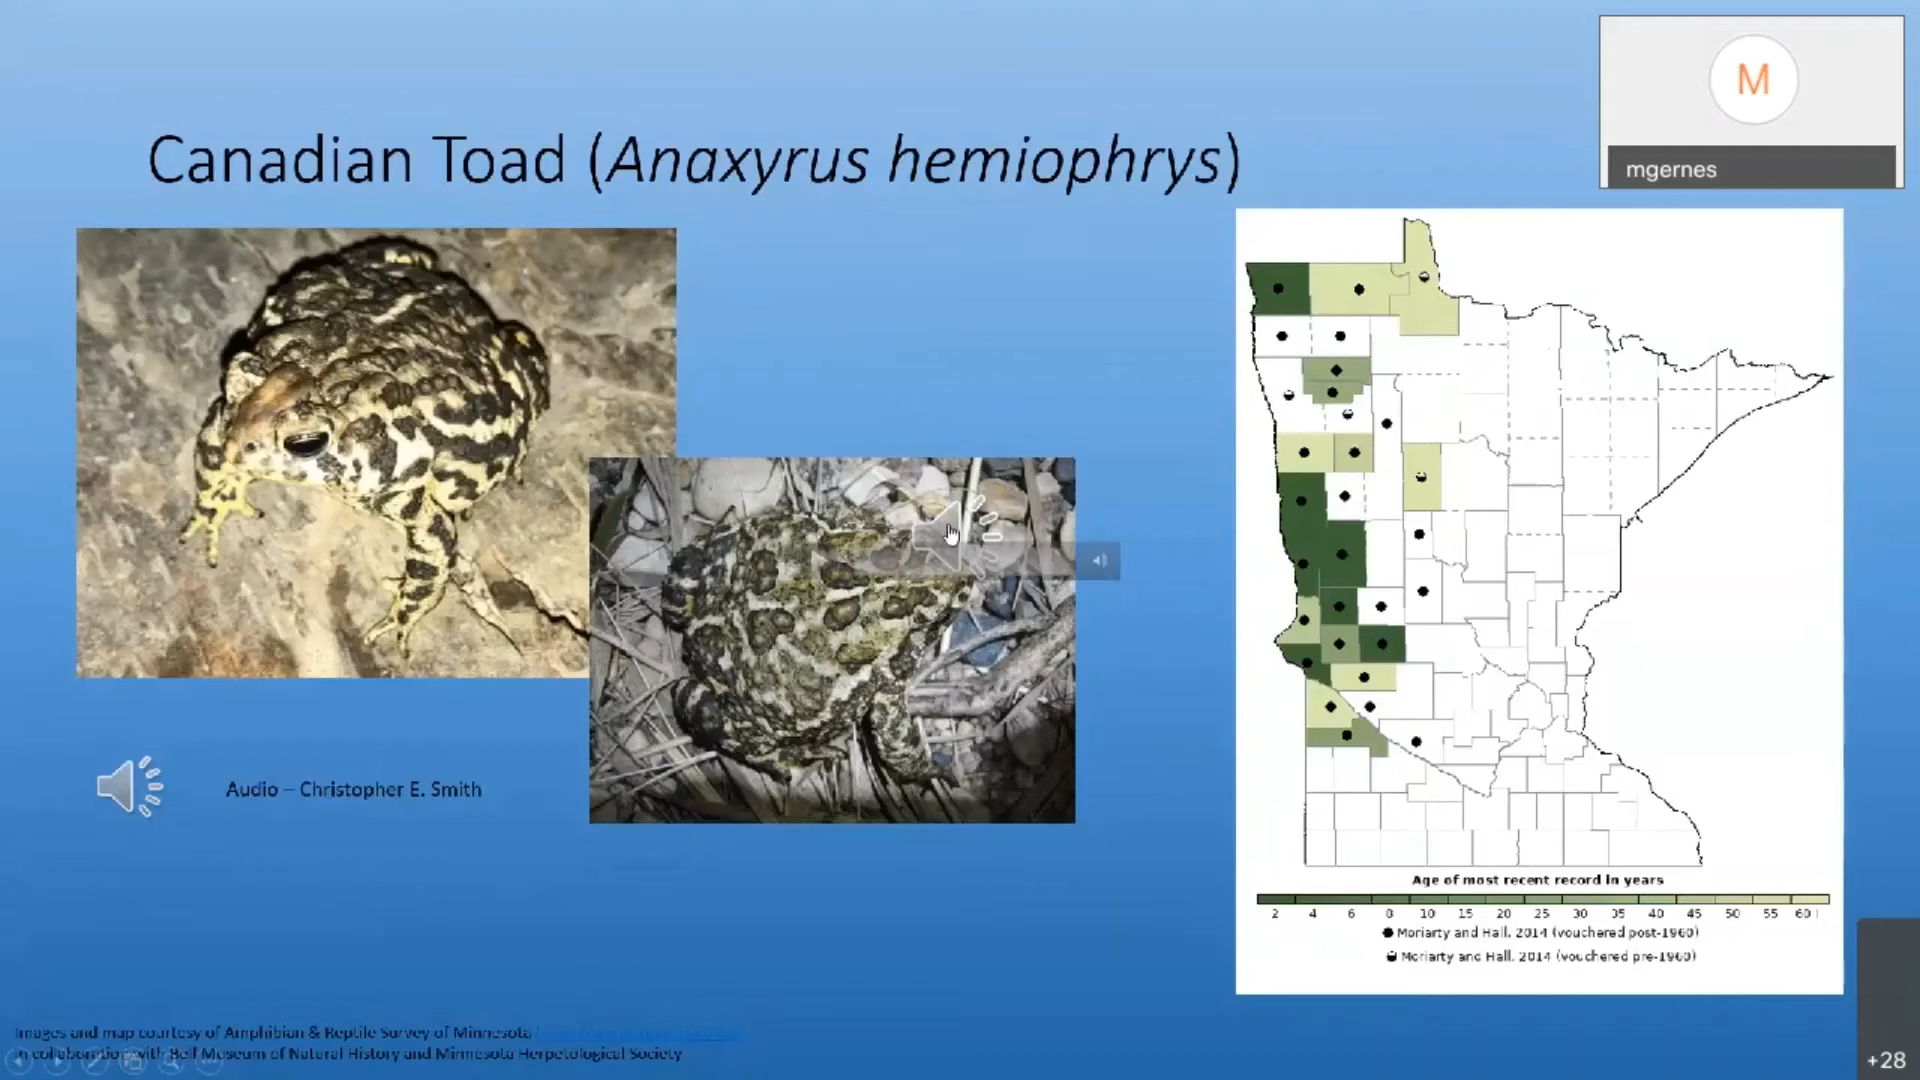 M
mgernes
Canadian Toad (Anaxyrus hemiophrys)
Audio – Christopher E. Smith
Age of most recent record in years
2 4 6 8 10 15 20 25 30 35 40 45 50 55 60
Moriarty and Hall, 2014 (vouchered post-1960)
Moriarty and Hall, 2014 (vouchered pre-1960)
Images and map courtesy of Amphibian & Reptile Survey of Minnesota
in collaboration with Bell Museum of Natural History and Minnesota Herpetological Society
+28